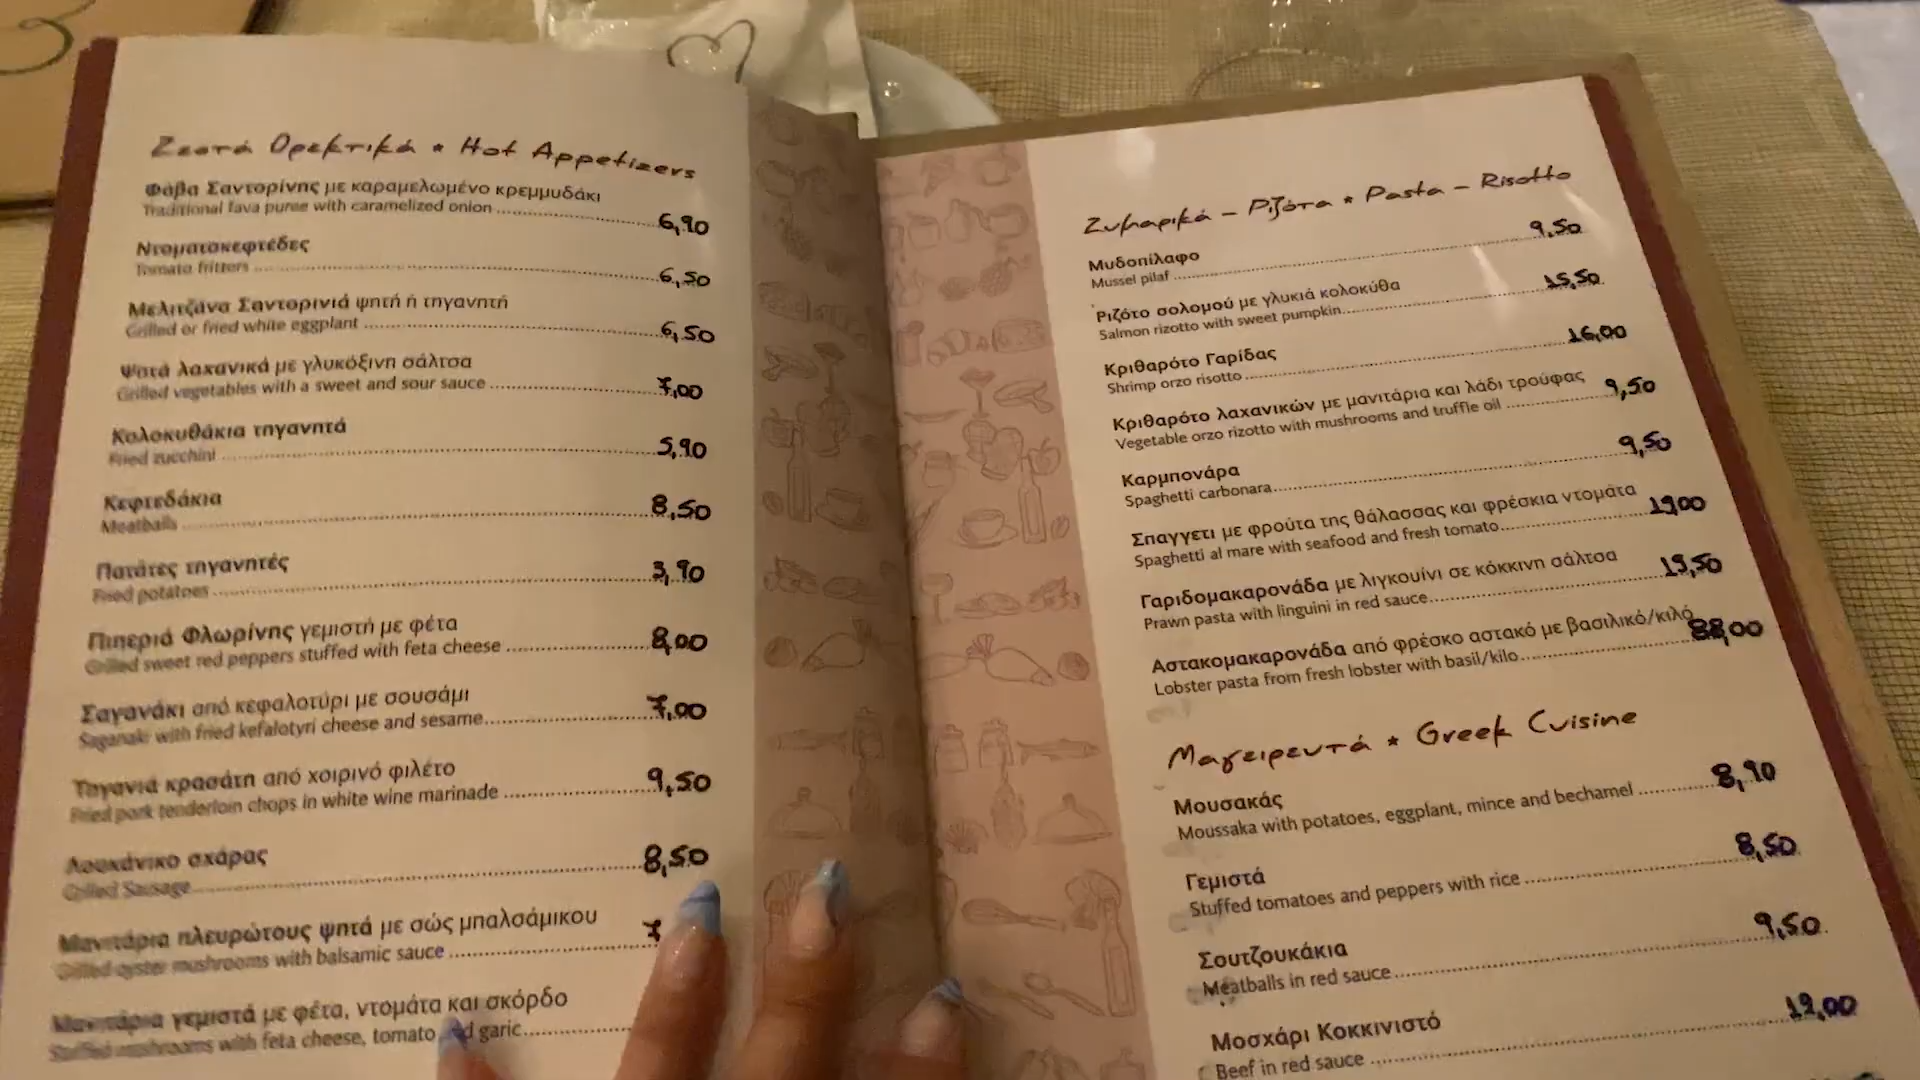 Ζεστά Ορεκτικά * Hot Appetizers
Φάβα Σαντορίνης με καραμελωμένο κρεμμυδάκι
Traditional fava puree with caramelized onion 6,90
Ντοματοκεφτέδες
Tomato fritters 6,50
Μελιτζάνα Σαντορινιά ψητή ή τηγανητή
Grilled or fried white eggplant 6,50
Ψητά λαχανικά με γλυκόξινη σάλτσα
Grilled vegetables with a sweet and sour sauce 7,00
Κολοκυθάκια τηγανητά
Fried zucchini 5,90
Κεφτεδάκια
Meatballs 8,50
Πατάτες τηγανητές
Fried potatoes 3,90
Πιπεριά Φλωρίνης γεμιστή με φέτα
Grilled sweet red peppers stuffed with feta cheese 8,00
Σαγανάκι από κεφαλοτύρι με σουσάμι
Saganaki with fried kefalotyri cheese and sesame 7,00
Τηγανιά κρασάτη από χοιρινό φιλέτο
Fried pork tenderloin chops in white wine marinade 9,50
Λουκάνικο σχάρας
Grilled Sausage 8,50
Μανιτάρια πλευρώτους ψητά με σώς μπαλσάμικου
Grilled oyster mushrooms with balsamic sauce 7
Μανιτάρια γεμιστά με φέτα, ντομάτα και σκόρδο
Stuffed mushrooms with feta cheese, tomato and garic
Ζυμαρικά - Ριζότα * Pasta - Risotto
Μυδοπίλαφο
Mussel pilaf 9,50
Ριζότο σολομού με γλυκιά κολοκύθα
Salmon rizotto with sweet pumpkin 15,50
Κριθαρότο Γαρίδας
Shrimp orzo risotto 16,00
Κριθαρότο λαχανικών με μανιτάρια και λάδι τρούφας
Vegetable orzo rizotto with mushrooms and truffle oil 9,50
Καρμπονάρα
Spaghetti carbonara 9,50
Σπαγγετι με φρούτα της θάλασσας και φρέσκια ντομάτα
Spaghetti al mare with seafood and fresh tomato 19,00
Γαριδομακαρονάδα με λιγκουίνι σε κόκκινη σάλτσα
Prawn pasta with linguini in red sauce 19,50
Αστακομακαρονάδα από φρέσκο αστακό με βασιλικό/κιλό
Lobster pasta from fresh lobster with basil/kilo 88,00
Μαγειρευτά * Greek Cuisine
Μουσακάς
Moussaka with potatoes, eggplant, mince and bechamel 8,90
Γεμιστά
Stuffed tomatoes and peppers with rice 8,50
Σουτζουκάκια
Meatballs in red sauce 9,50
Μοσχάρι Κοκκινιστό
Beef in red sauce 12,00